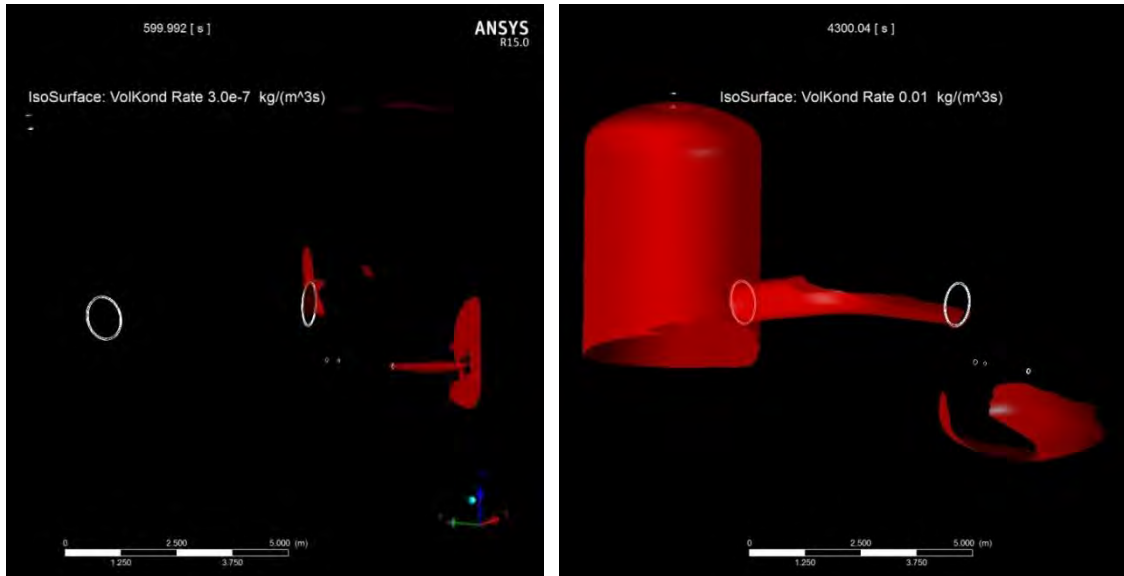 599.992 [ s ]
ANSYS
R15.0
IsoSurface: VolKond Rate 3.0e-7 kg/(m^3s)
0 2.500 5.000 (m)
1.250 3.750
4300.04 [ s ]
IsoSurface: VolKond Rate 0.01 kg/(m^3s)
0 2.500 5.000 (m)
1.250 3.750